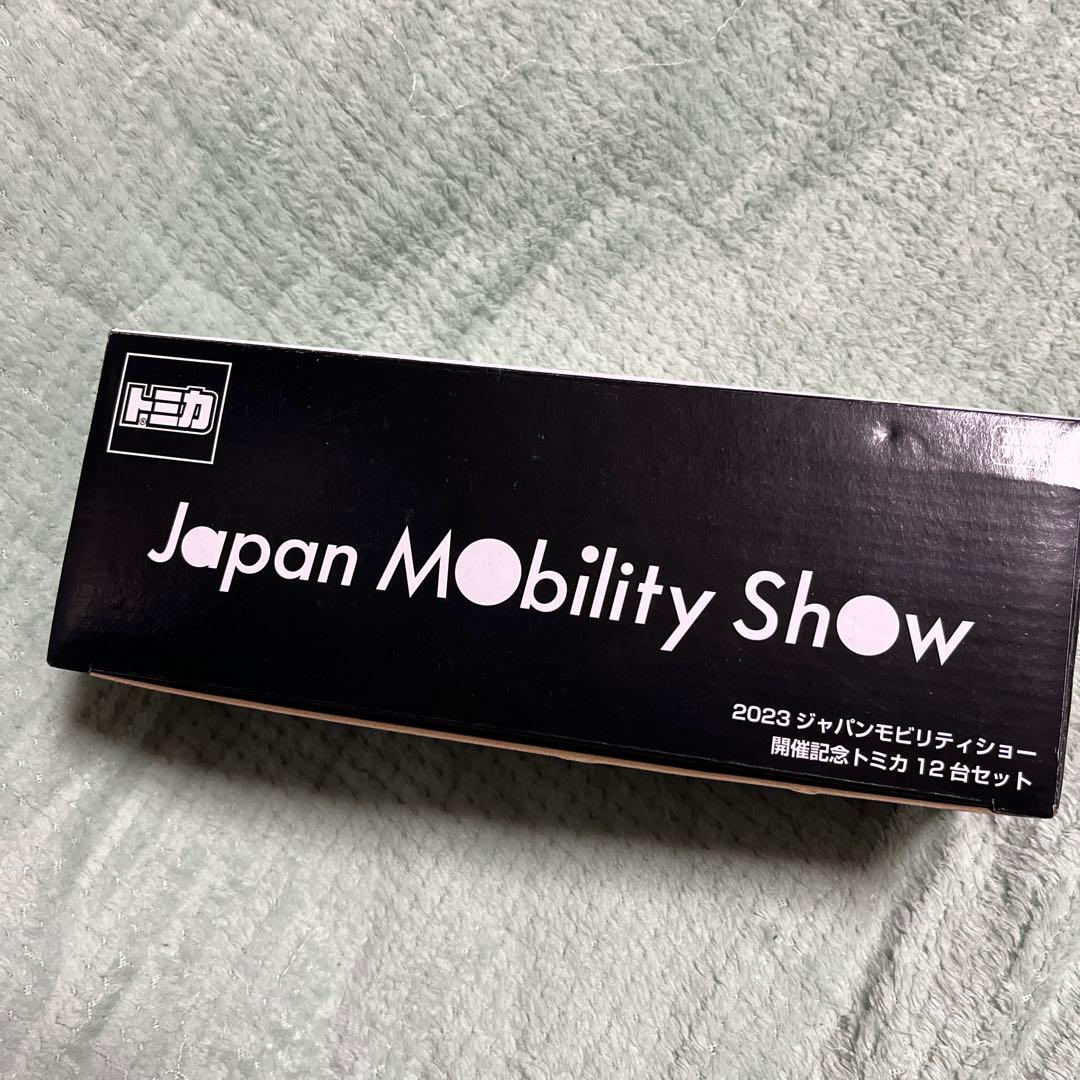 トミカ®
Japan Mobility Show
2023 ジャパンモビリティショー
開催記念トミカ 12 台セット